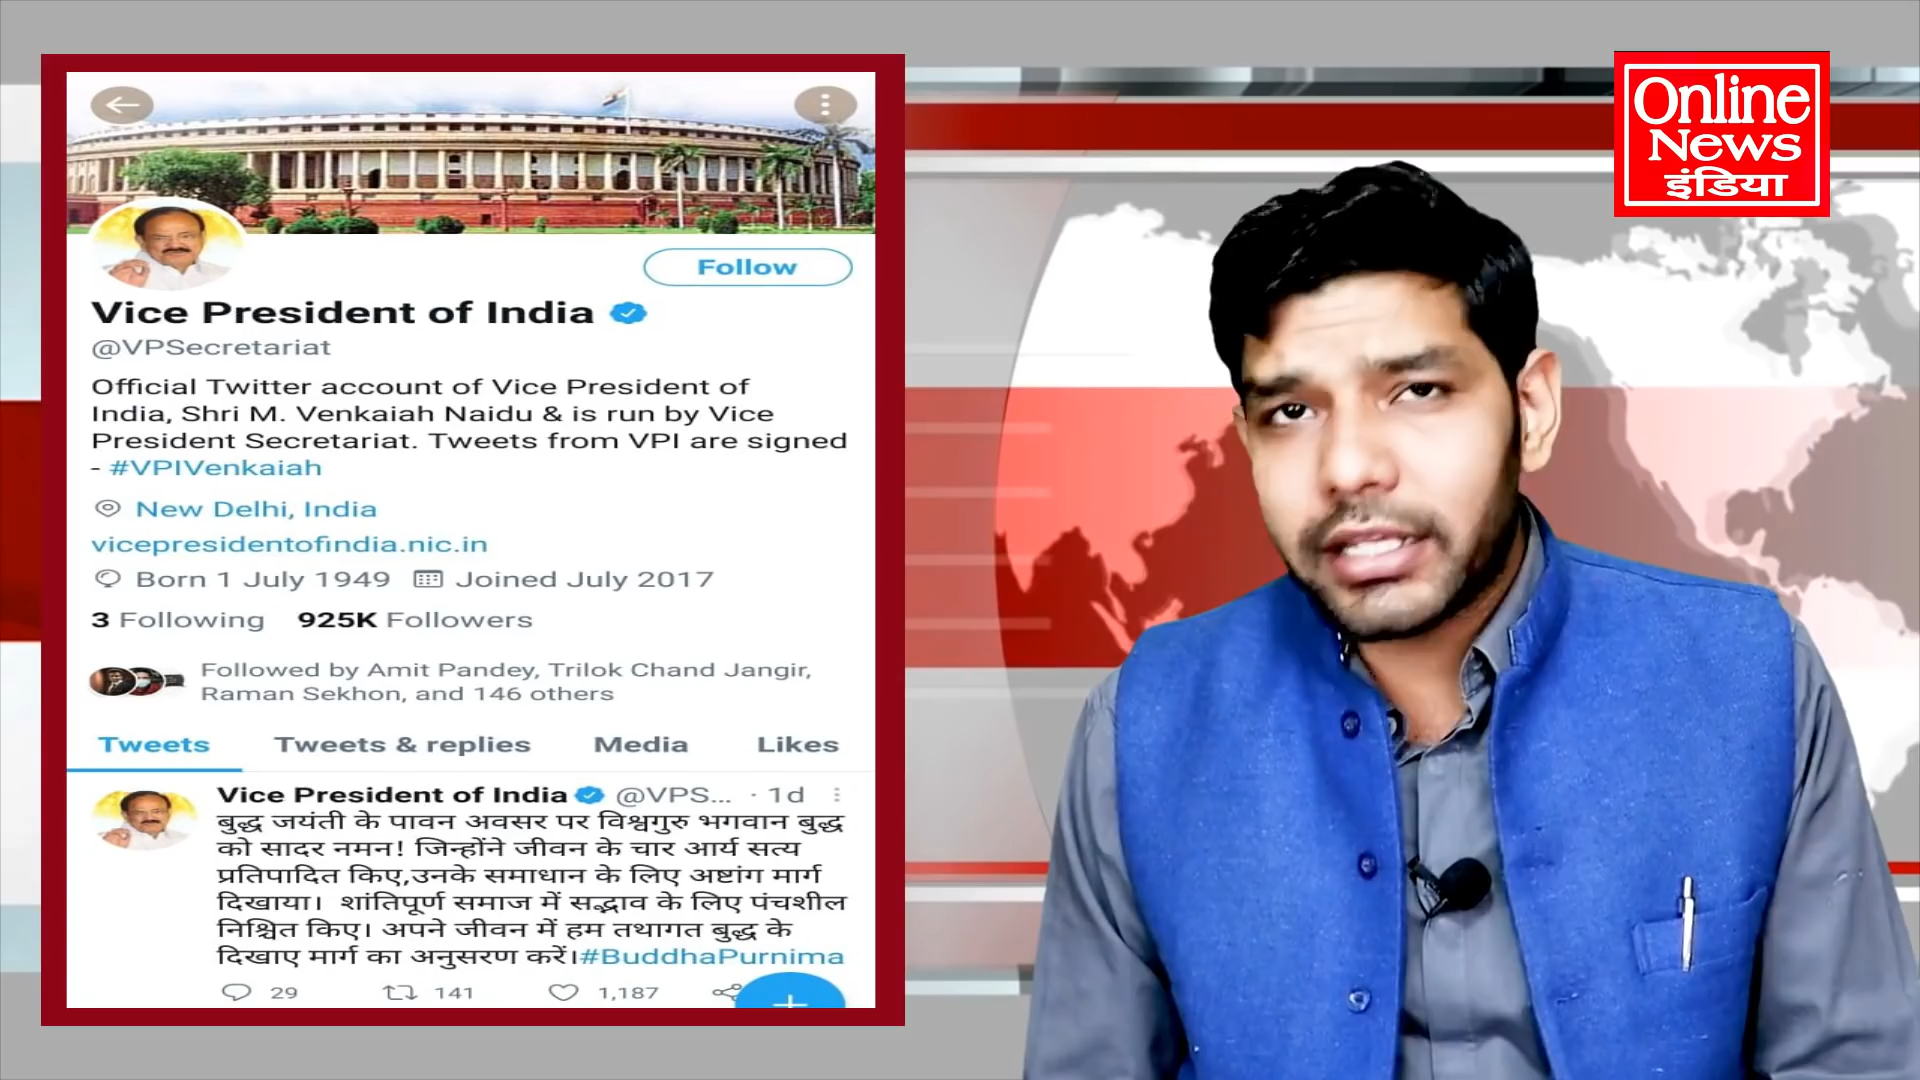 Vice President of India
@VPSecretariat
Follow
Official Twitter account of Vice President of
India, Shri M. Venkaiah Naidu & is run by Vice
President Secretariat. Tweets from VPI are signed
- #VPIVenkaiah
New Delhi, India
vicepresidentofindia.nic.in
Born 1 July 1949 Joined July 2017
3 Following 925K Followers
Followed by Amit Pandey, Trilok Chand Jangir,
Raman Sekhon, and 146 others
Tweets Tweets & replies Media Likes
Vice President of India @VPS... · 1d
बुद्ध जयंती के पावन अवसर पर विश्वगुरु भगवान बुद्ध
को सादर नमन! जिन्होंने जीवन के चार आर्य सत्य
प्रतिपादित किए,उनके समाधान के लिए अष्टांग मार्ग
दिखाया। शांतिपूर्ण समाज में सद्भाव के लिए पंचशील
निश्चित किए। अपने जीवन में हम तथागत बुद्ध के
दिखाए मार्ग का अनुसरण करें।#BuddhaPurnima
29 141 1,187
Online
News
इंडिया